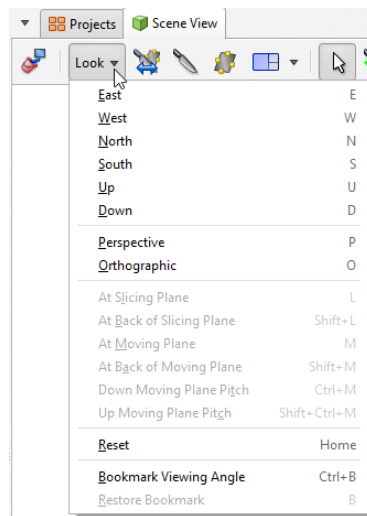 Projects Scene View
Look
East E
West W
North N
South S
Up U
Down D
Perspective P
Orthographic O
At Slicing Plane L
At Back of Slicing Plane Shift+L
At Moving Plane M
At Back of Moving Plane Shift+M
Down Moving Plane Pitch Ctrl+M
Up Moving Plane Pitch Shift+Ctrl+M
Reset Home
Bookmark Viewing Angle Ctrl+B
Restore Bookmark B